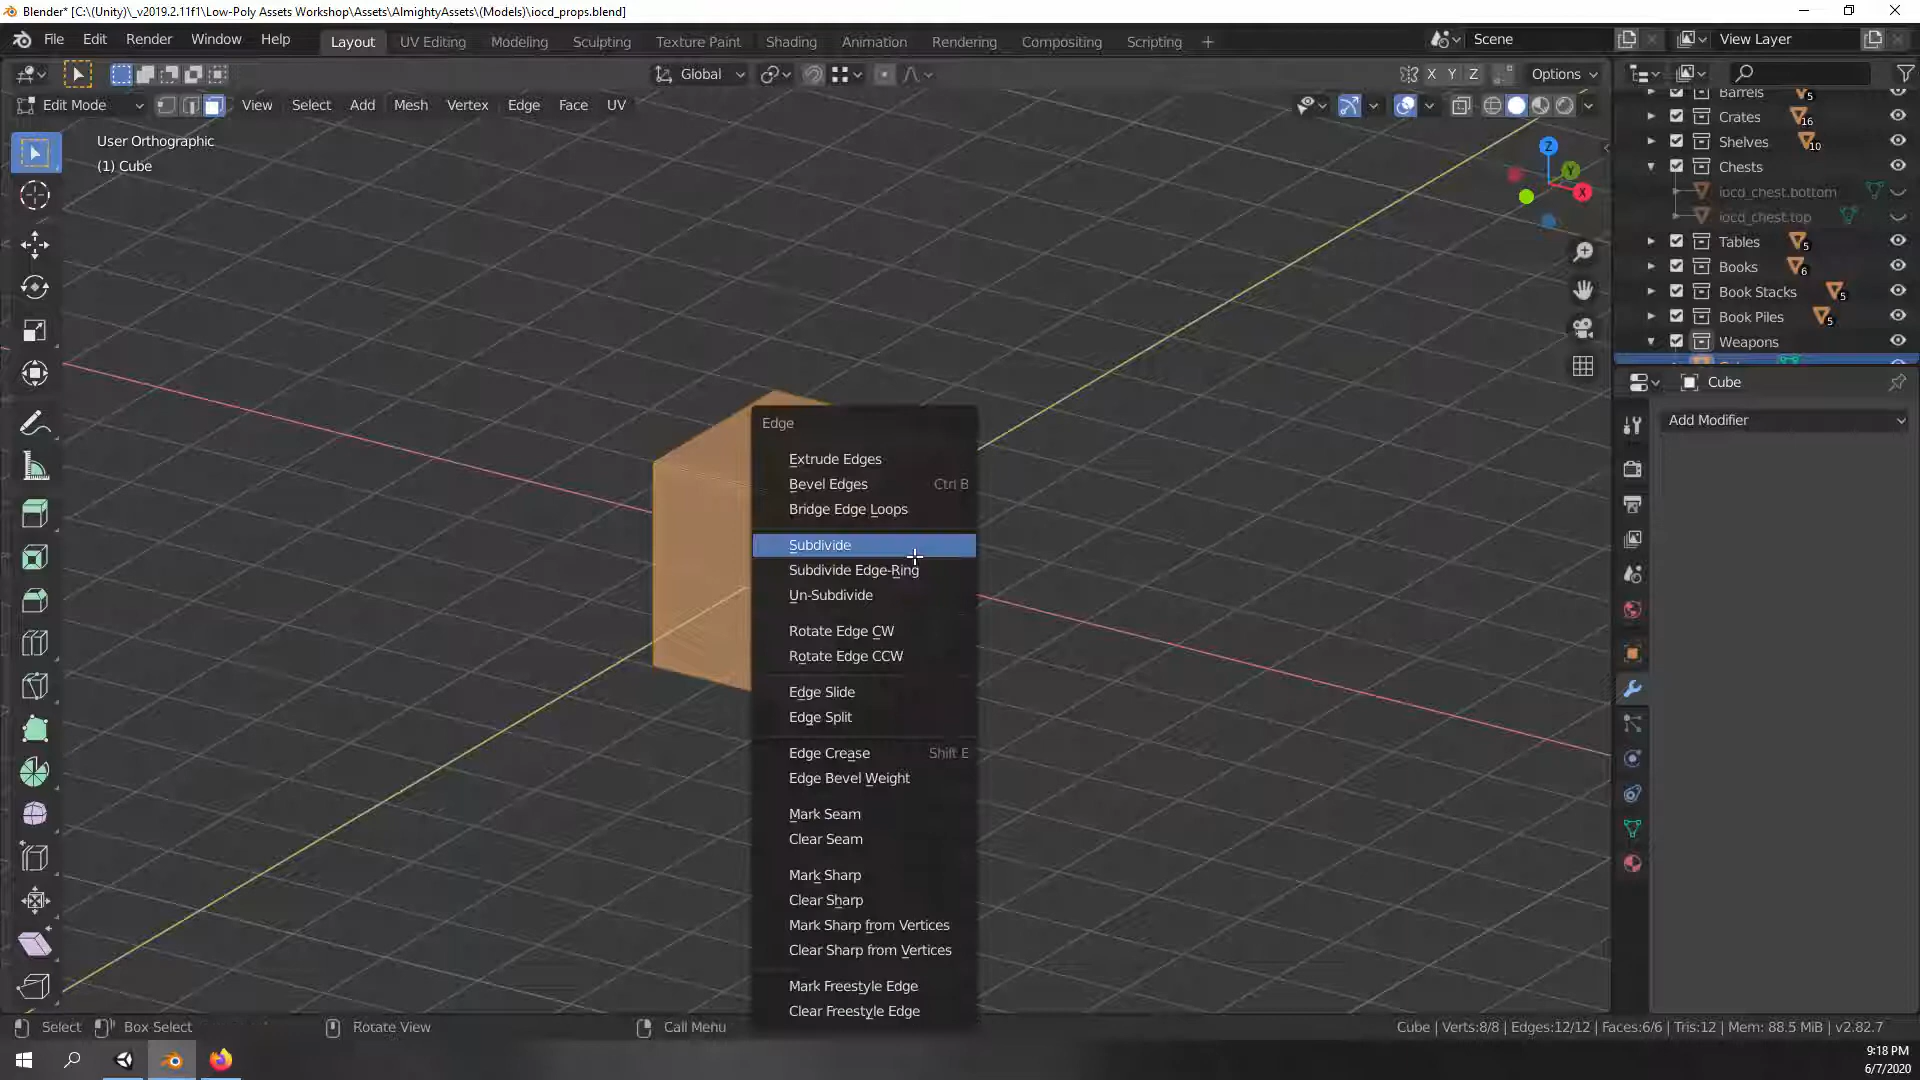 Blender* [C:\(Unity)\_v2019.2.11f1\Low-Poly Assets Workshop\Assets\AlmightyAssets\(Models)\iocd_props.blend]
File Edit Render Window Help Layout UV Editing Modeling Sculpting Texture Paint Shading Animation Rendering Compositing Scripting + Scene View Layer
Global X Y Z Options
Edit Mode View Select Add Mesh Vertex Edge Face UV
User Orthographic
(1) Cube
Z
Y
X
Barrels 5
Crates 16
Shelves 10
Chests
iocd_chest.bottom
iocd_chest.top
Tables 5
Books 6
Book Stacks 5
Book Piles 5
Weapons
Cube
Add Modifier
Edge
Extrude Edges
Bevel Edges Ctrl B
Bridge Edge Loops
Subdivide
Subdivide Edge-Ring
Un-Subdivide
Rotate Edge CW
Rotate Edge CCW
Edge Slide
Edge Split
Edge Crease Shift E
Edge Bevel Weight
Mark Seam
Clear Seam
Mark Sharp
Clear Sharp
Mark Sharp from Vertices
Clear Sharp from Vertices
Mark Freestyle Edge
Clear Freestyle Edge
Select Box Select Rotate View Call Menu Cube | Verts:8/8 | Edges:12/12 | Faces:6/6 | Tris:12 | Mem: 88.5 MiB | v2.82.7
9:18 PM
6/7/2020